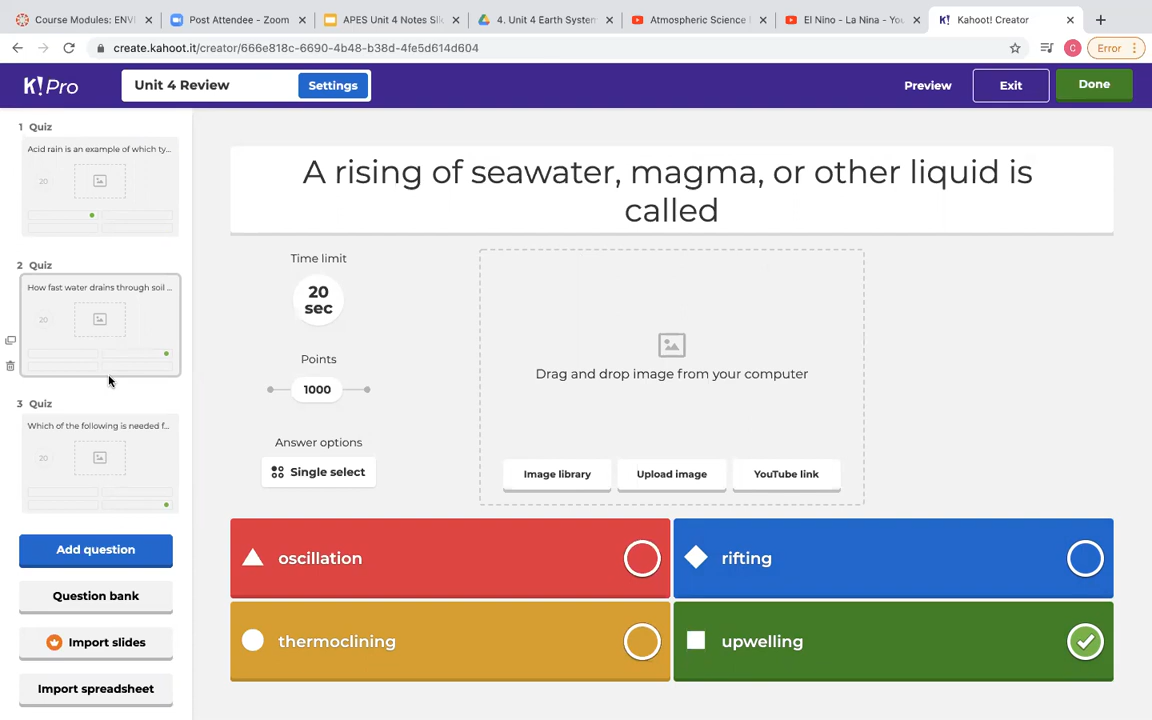 Course Modules: ENVI
Post Attendee - Zoom
APES Unit 4 Notes Slid
4. Unit 4 Earth System
Atmospheric Science
El Nino - La Nina - You
Kahoot! Creator
create.kahoot.it/creator/666e818c-6690-4b48-b38d-4fe5d614d604
C
Error
K!Pro
Unit 4 Review
Settings
Preview
Exit
Done
1 Quiz
Acid rain is an example of which ty...
20
2 Quiz
How fast water drains through soil ...
20
3 Quiz
Which of the following is needed f...
20
Add question
Question bank
Import slides
Import spreadsheet
A rising of seawater, magma, or other liquid is
called
Time limit
20
sec
Points
1000
Answer options
Single select
Drag and drop image from your computer
Image library
Upload image
YouTube link
oscillation
rifting
thermoclining
upwelling